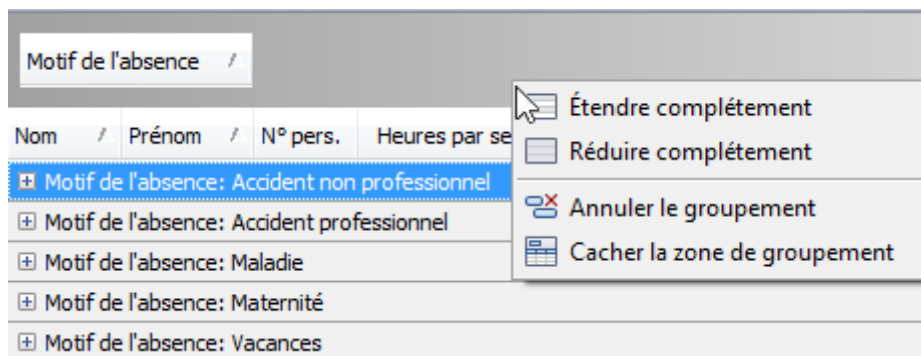 Motif de l'absence
Étendre complétement
Nom Prénom N° pers. Heures par se
Réduire complétement
Motif de l'absence: Accident non professionnel
Annuler le groupement
Motif de l'absence: Accident professionnel
Cacher la zone de groupement
Motif de l'absence: Maladie
Motif de l'absence: Maternité
Motif de l'absence: Vacances